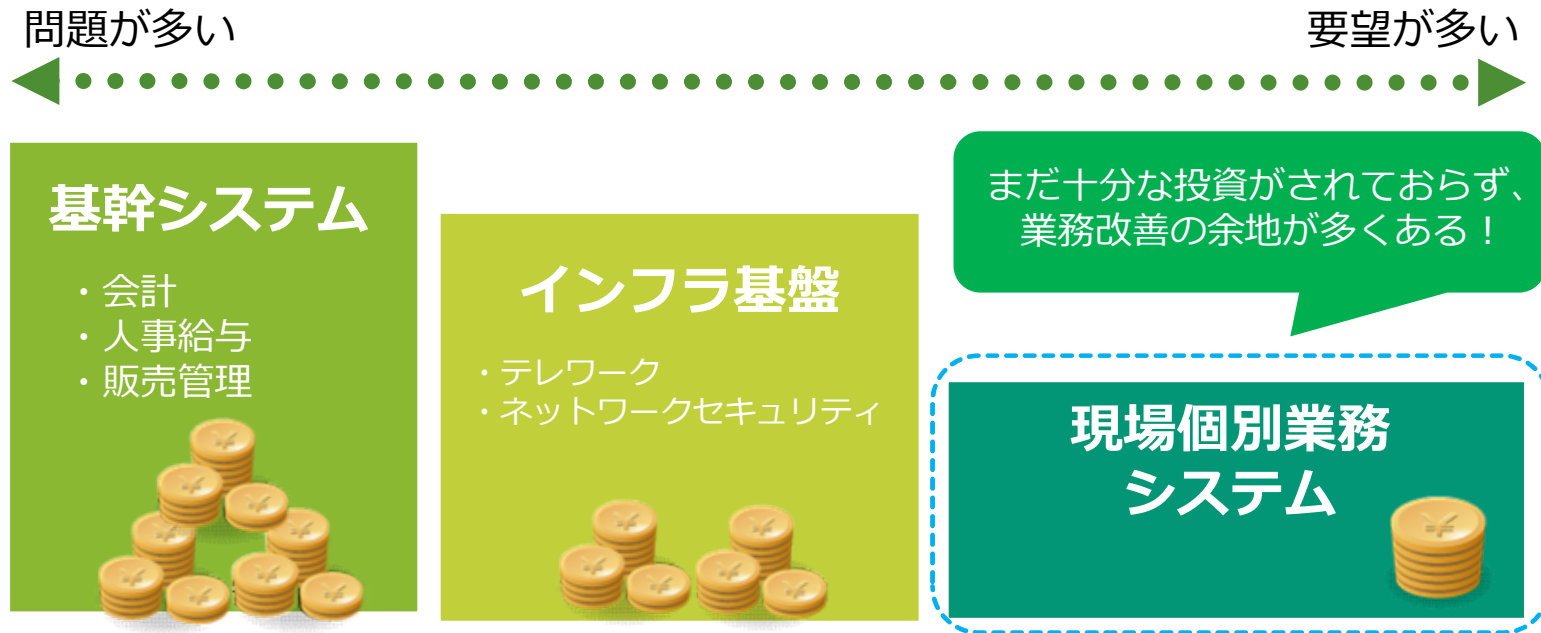 問題が多い
要望が多い
基幹システム
・会計
・人事給与
・販売管理
インフラ基盤
・テレワーク
・ネットワークセキュリティ
まだ十分な投資がされておらず、
業務改善の余地が多くある！
現場個別業務
システム